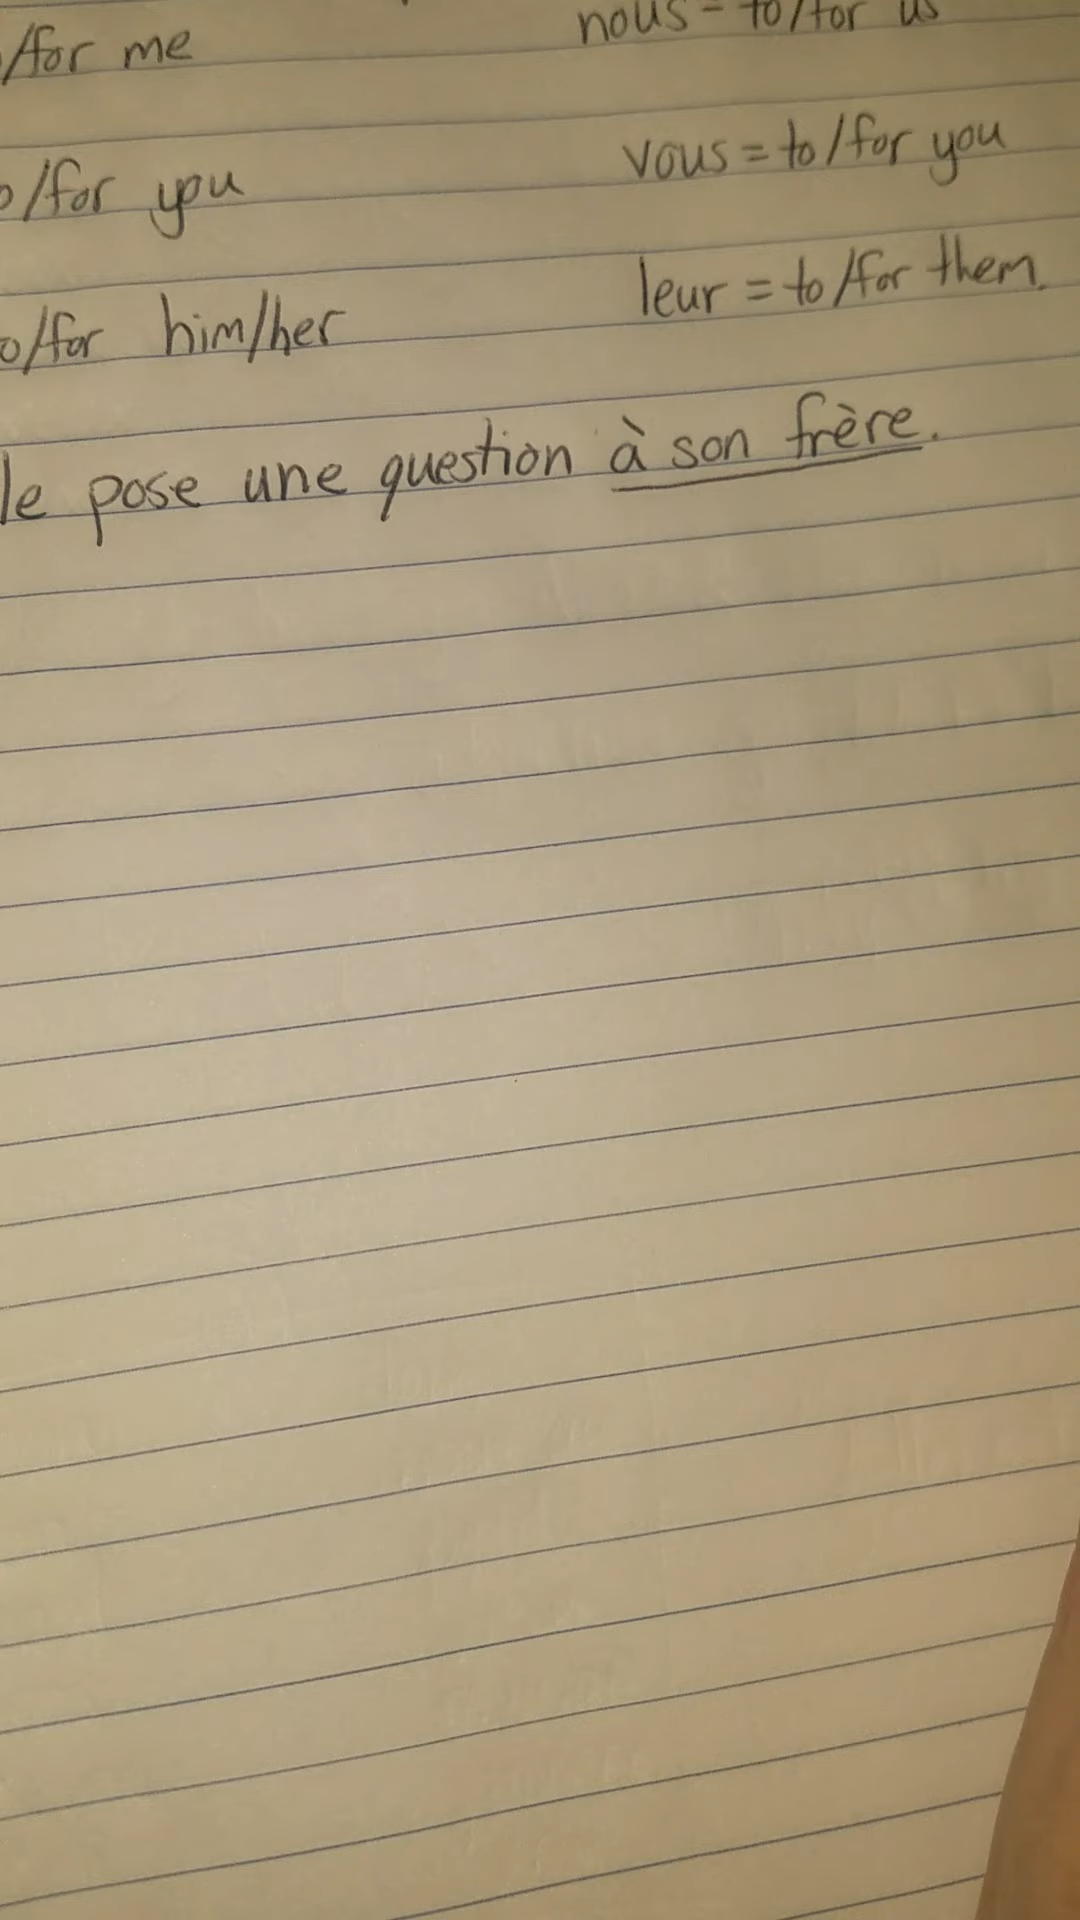 /for me
nous = to/for us
/for you
vous = to/for you
/for him/her
leur = to/for them.
le pose une question à son frère.